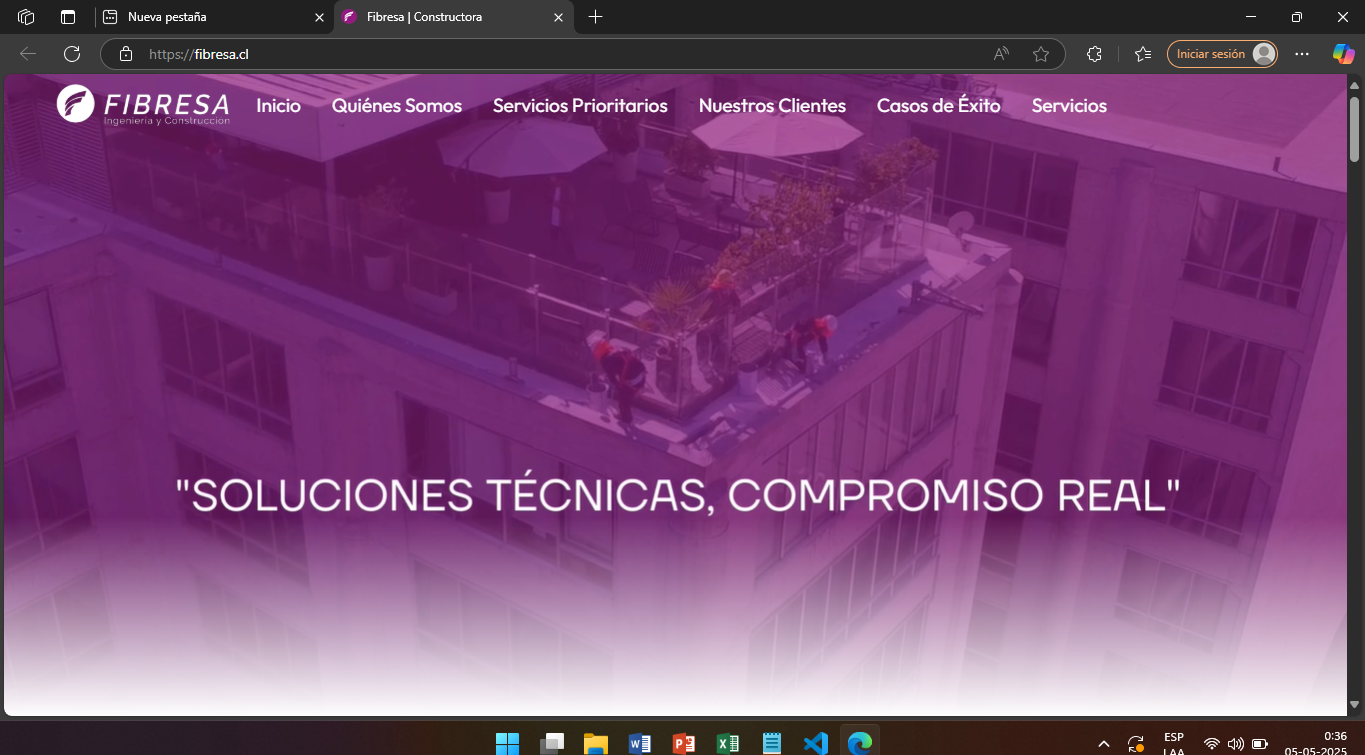 Nueva pestaña
Fibresa | Constructora
https://fibresa.cl
Iniciar sesión
FIBRESA
Ingeniería y Construcción
Inicio
Quiénes Somos
Servicios Prioritarios
Nuestros Clientes
Casos de Éxito
Servicios
"SOLUCIONES TÉCNICAS, COMPROMISO REAL"
ESP
LAA
0:36
05-05-2025